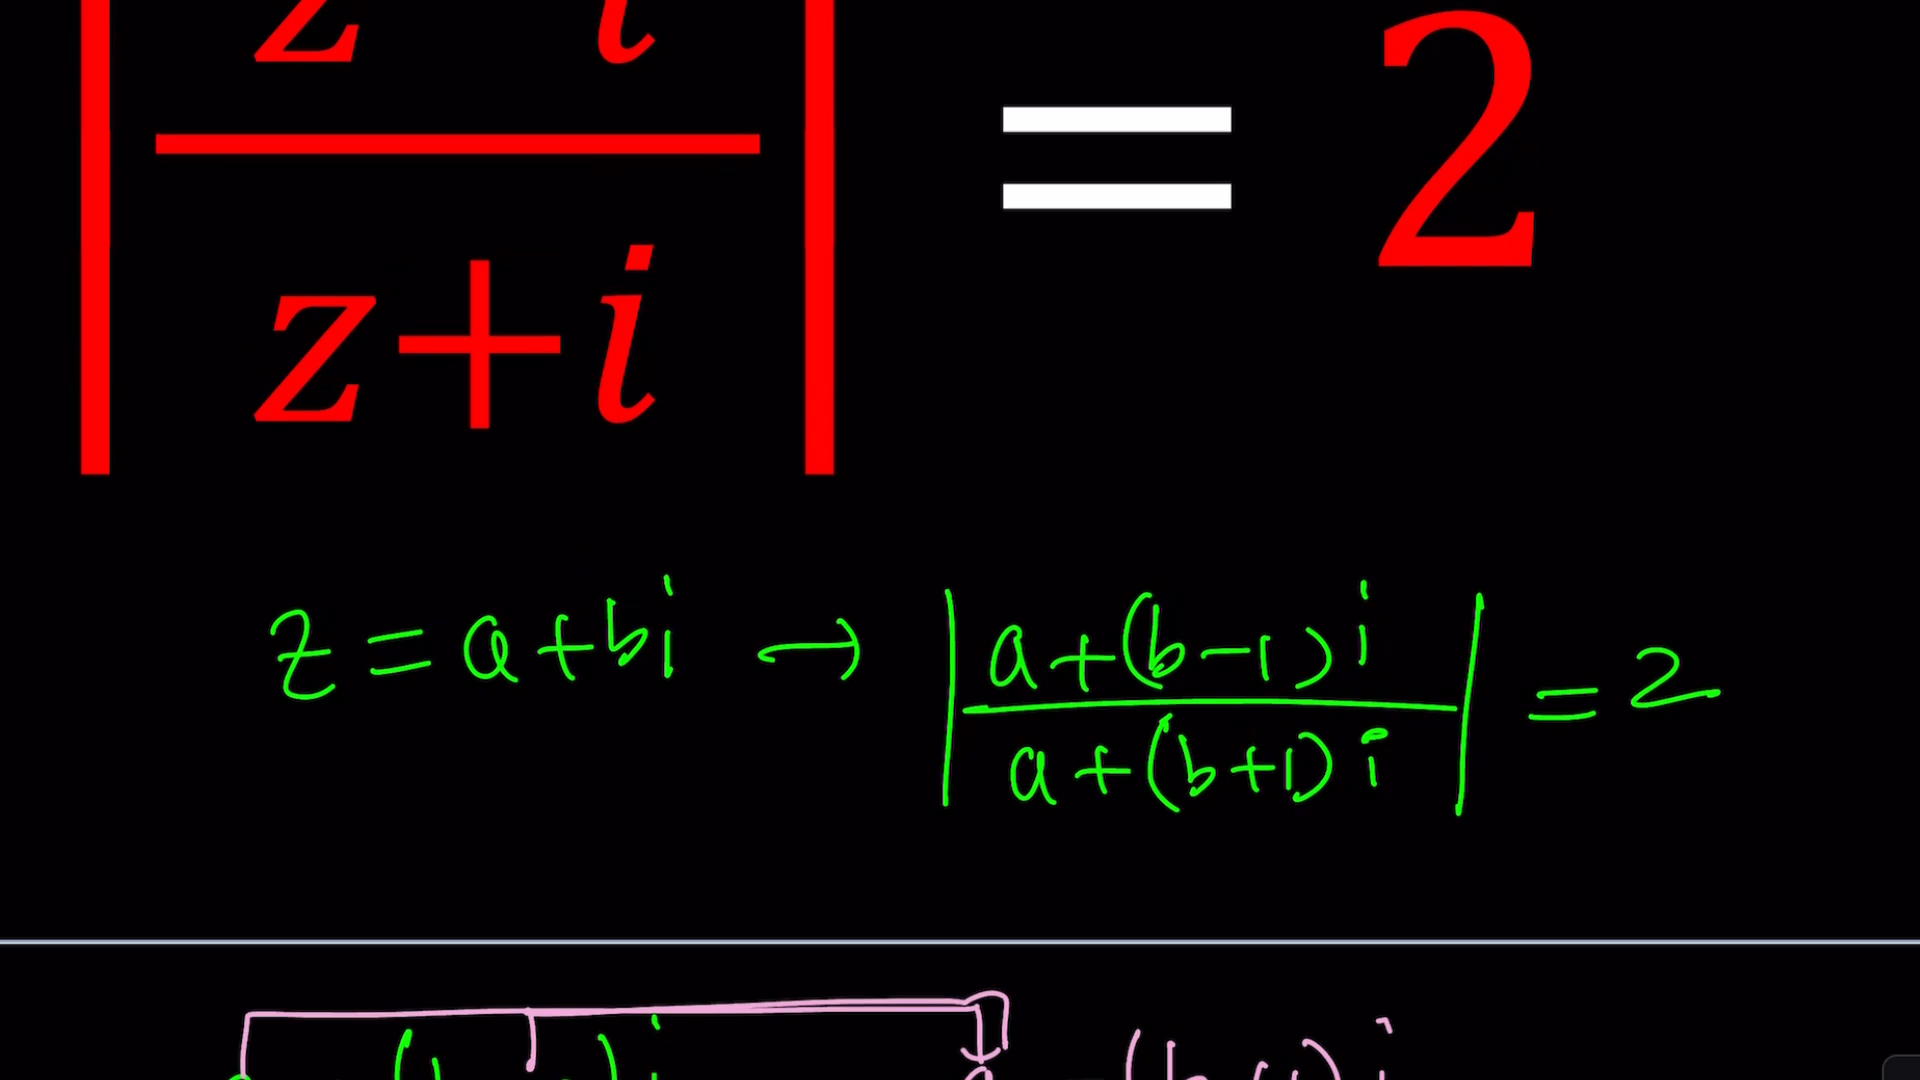 |z-i / z+i| = 2
z = a+bi → |a+(b-1)i / a+(b+1)i| = 2